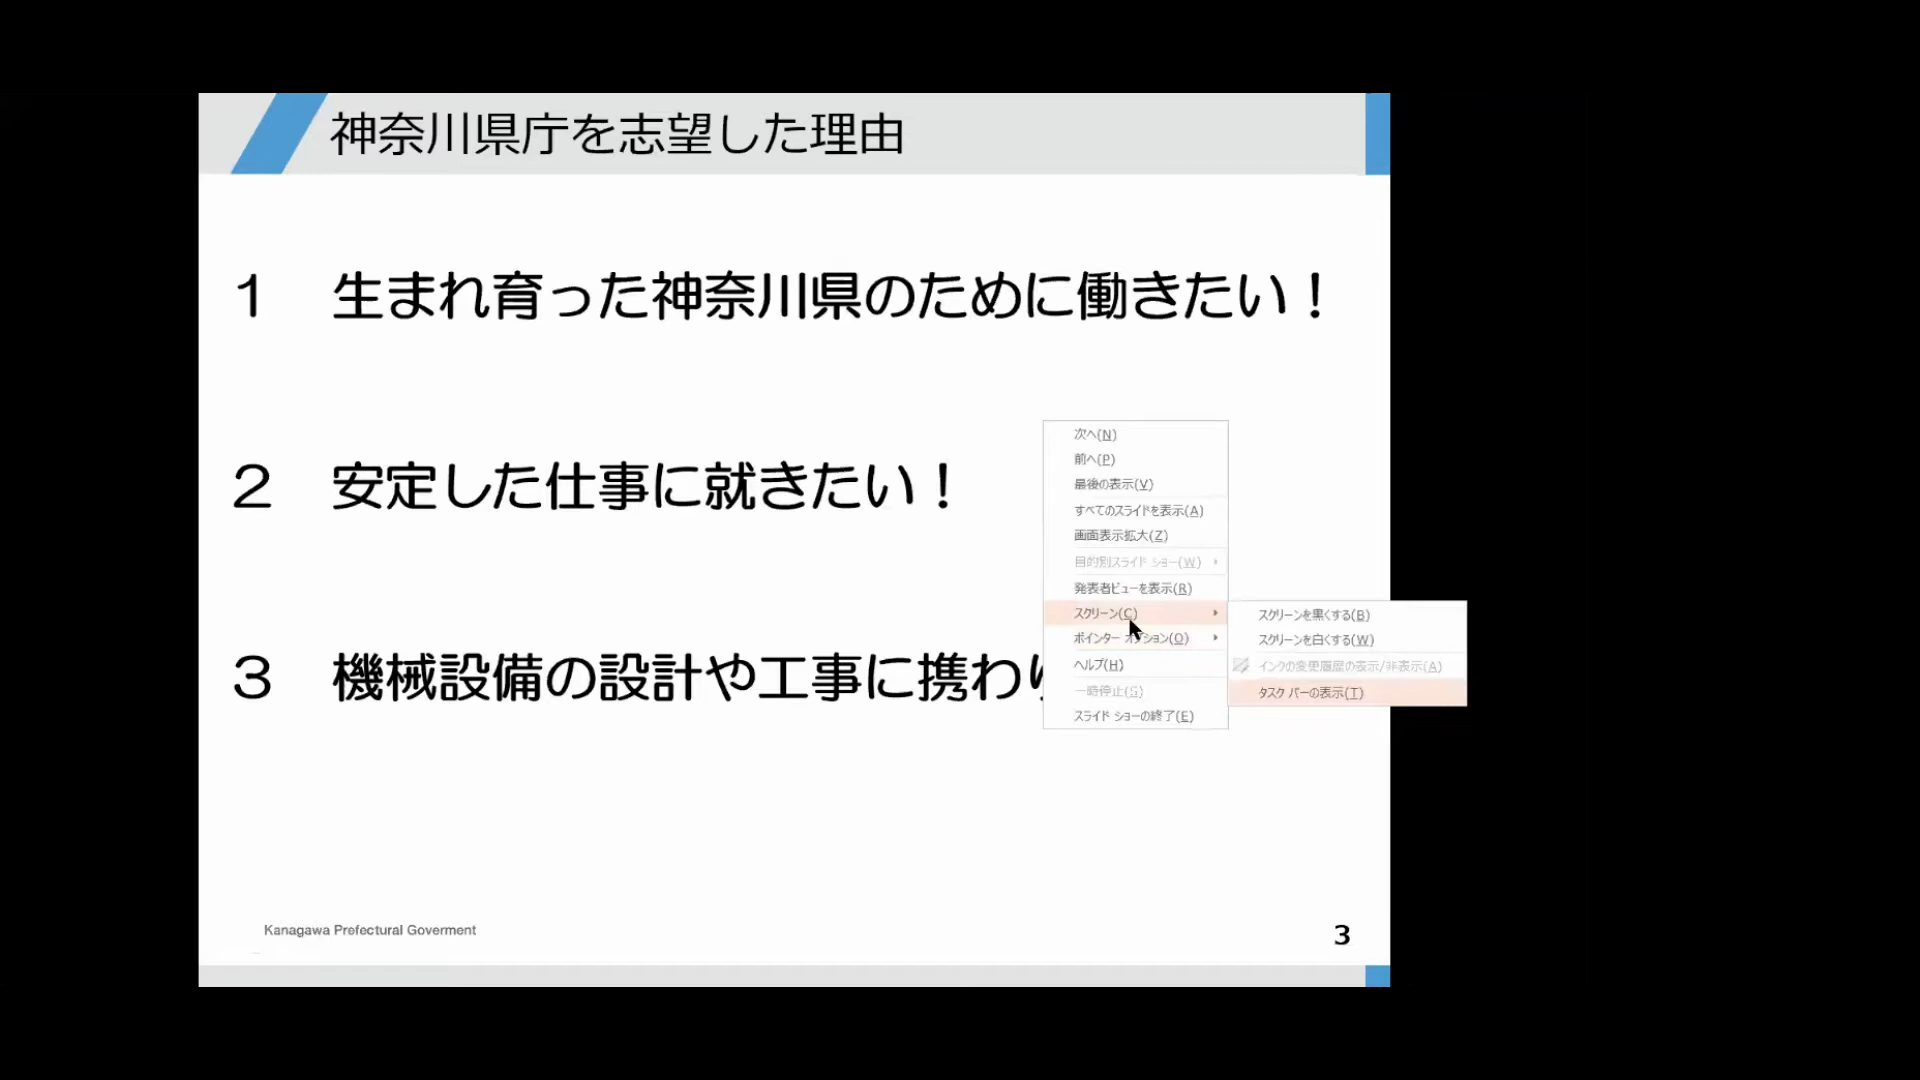 神奈川県庁を志望した理由
1 生まれ育った神奈川県のために働きたい！
2 安定した仕事に就きたい！
3 機械設備の設計や工事に携わり
次へ(N)
前へ(P)
最後の表示(V)
すべてのスライドを表示(A)
画面表示拡大(Z)
目的別スライド ショー(W)
発表者ビューを表示(R)
スクリーン(C)
ポインター オプション(O)
ヘルプ(H)
一時停止(S)
スライド ショーの終了(E)
スクリーンを黒くする(B)
スクリーンを白くする(W)
インクの変更履歴の表示/非表示(A)
タスク バーの表示(T)
Kanagawa Prefectural Goverment
3